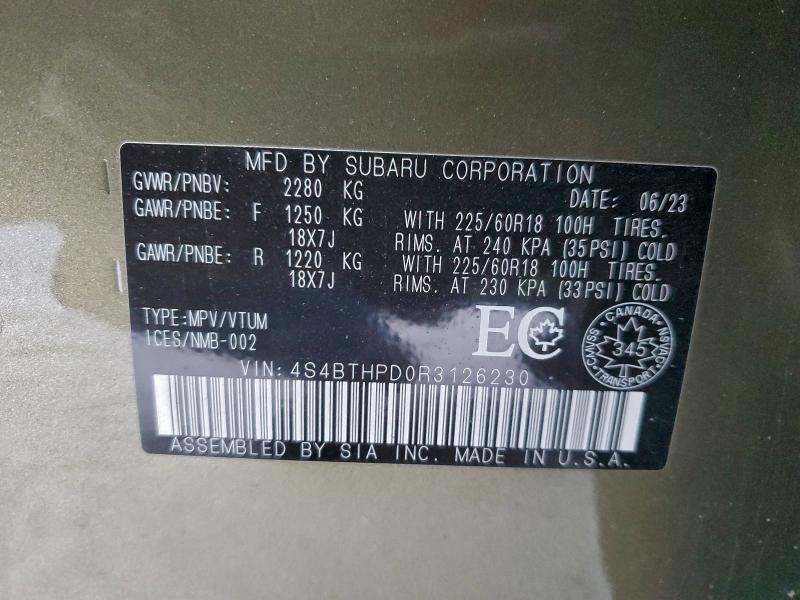 MFD BY SUBARU CORPORATION
GVWR/PNBV: 2280 KG DATE: 06/23
GAWR/PNBE: F 1250 KG WITH 225/60R18 100H TIRES.
18X7J RIMS. AT 240 KPA (35PSI) COLD
GAWR/PNBE: R 1220 KG WITH 225/60R18 100H TIRES.
18X7J RIMS. AT 230 KPA (33PSI) COLD
TYPE:MPV/VTUM
ICES/NMB-002
EC
CANADA
CMVSS
345
NSVAC
TRANSPORT
VIN: 4S4BTHPD0R3126230
ASSEMBLED BY SIA INC. MADE IN U.S.A.